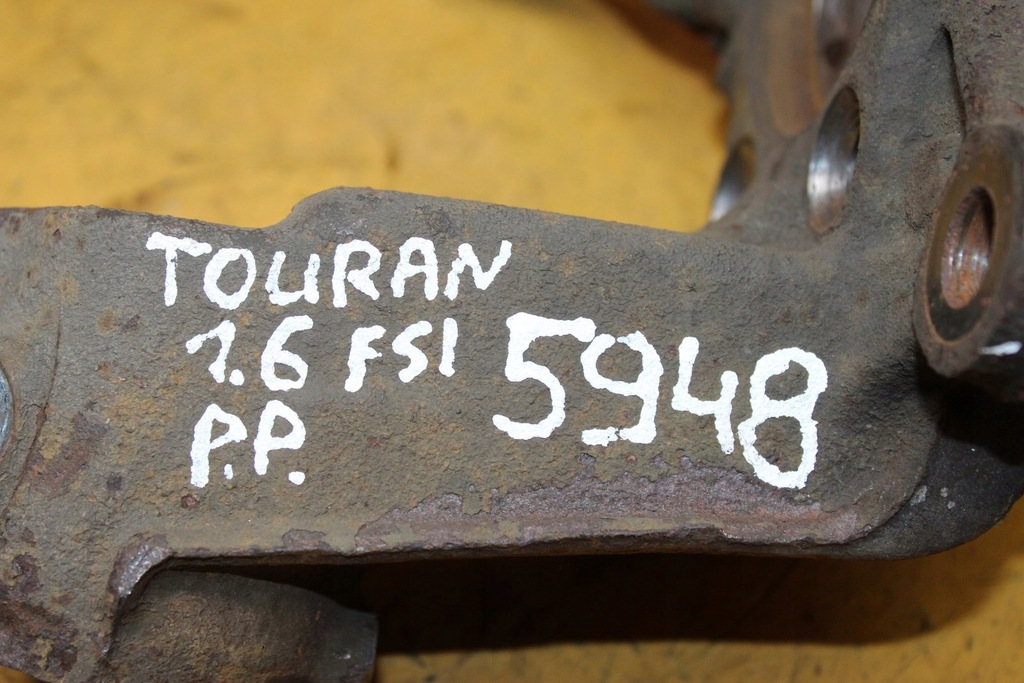 TOURAN
1.6 FSI 5948
P.P.